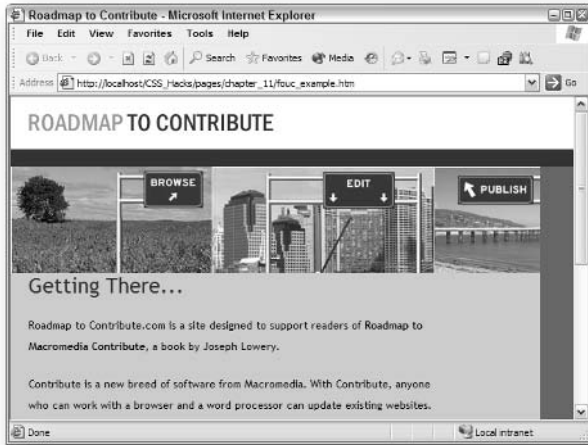 Roadmap to Contribute - Microsoft Internet Explorer
File Edit View Favorites Tools Help
Back Search Favorites Media Go
Address http://localhost/CSS_Hacks/pages/chapter_11/fouc_example.htm
ROADMAP TO CONTRIBUTE
BROWSE EDIT PUBLISH
Getting There...
Roadmap to Contribute.com is a site designed to support readers of Roadmap to
Macromedia Contribute, a book by Joseph Lowery.
Contribute is a new breed of software from Macromedia. With Contribute, anyone
who can work with a browser and a word processor can update existing websites.
Done Local intranet